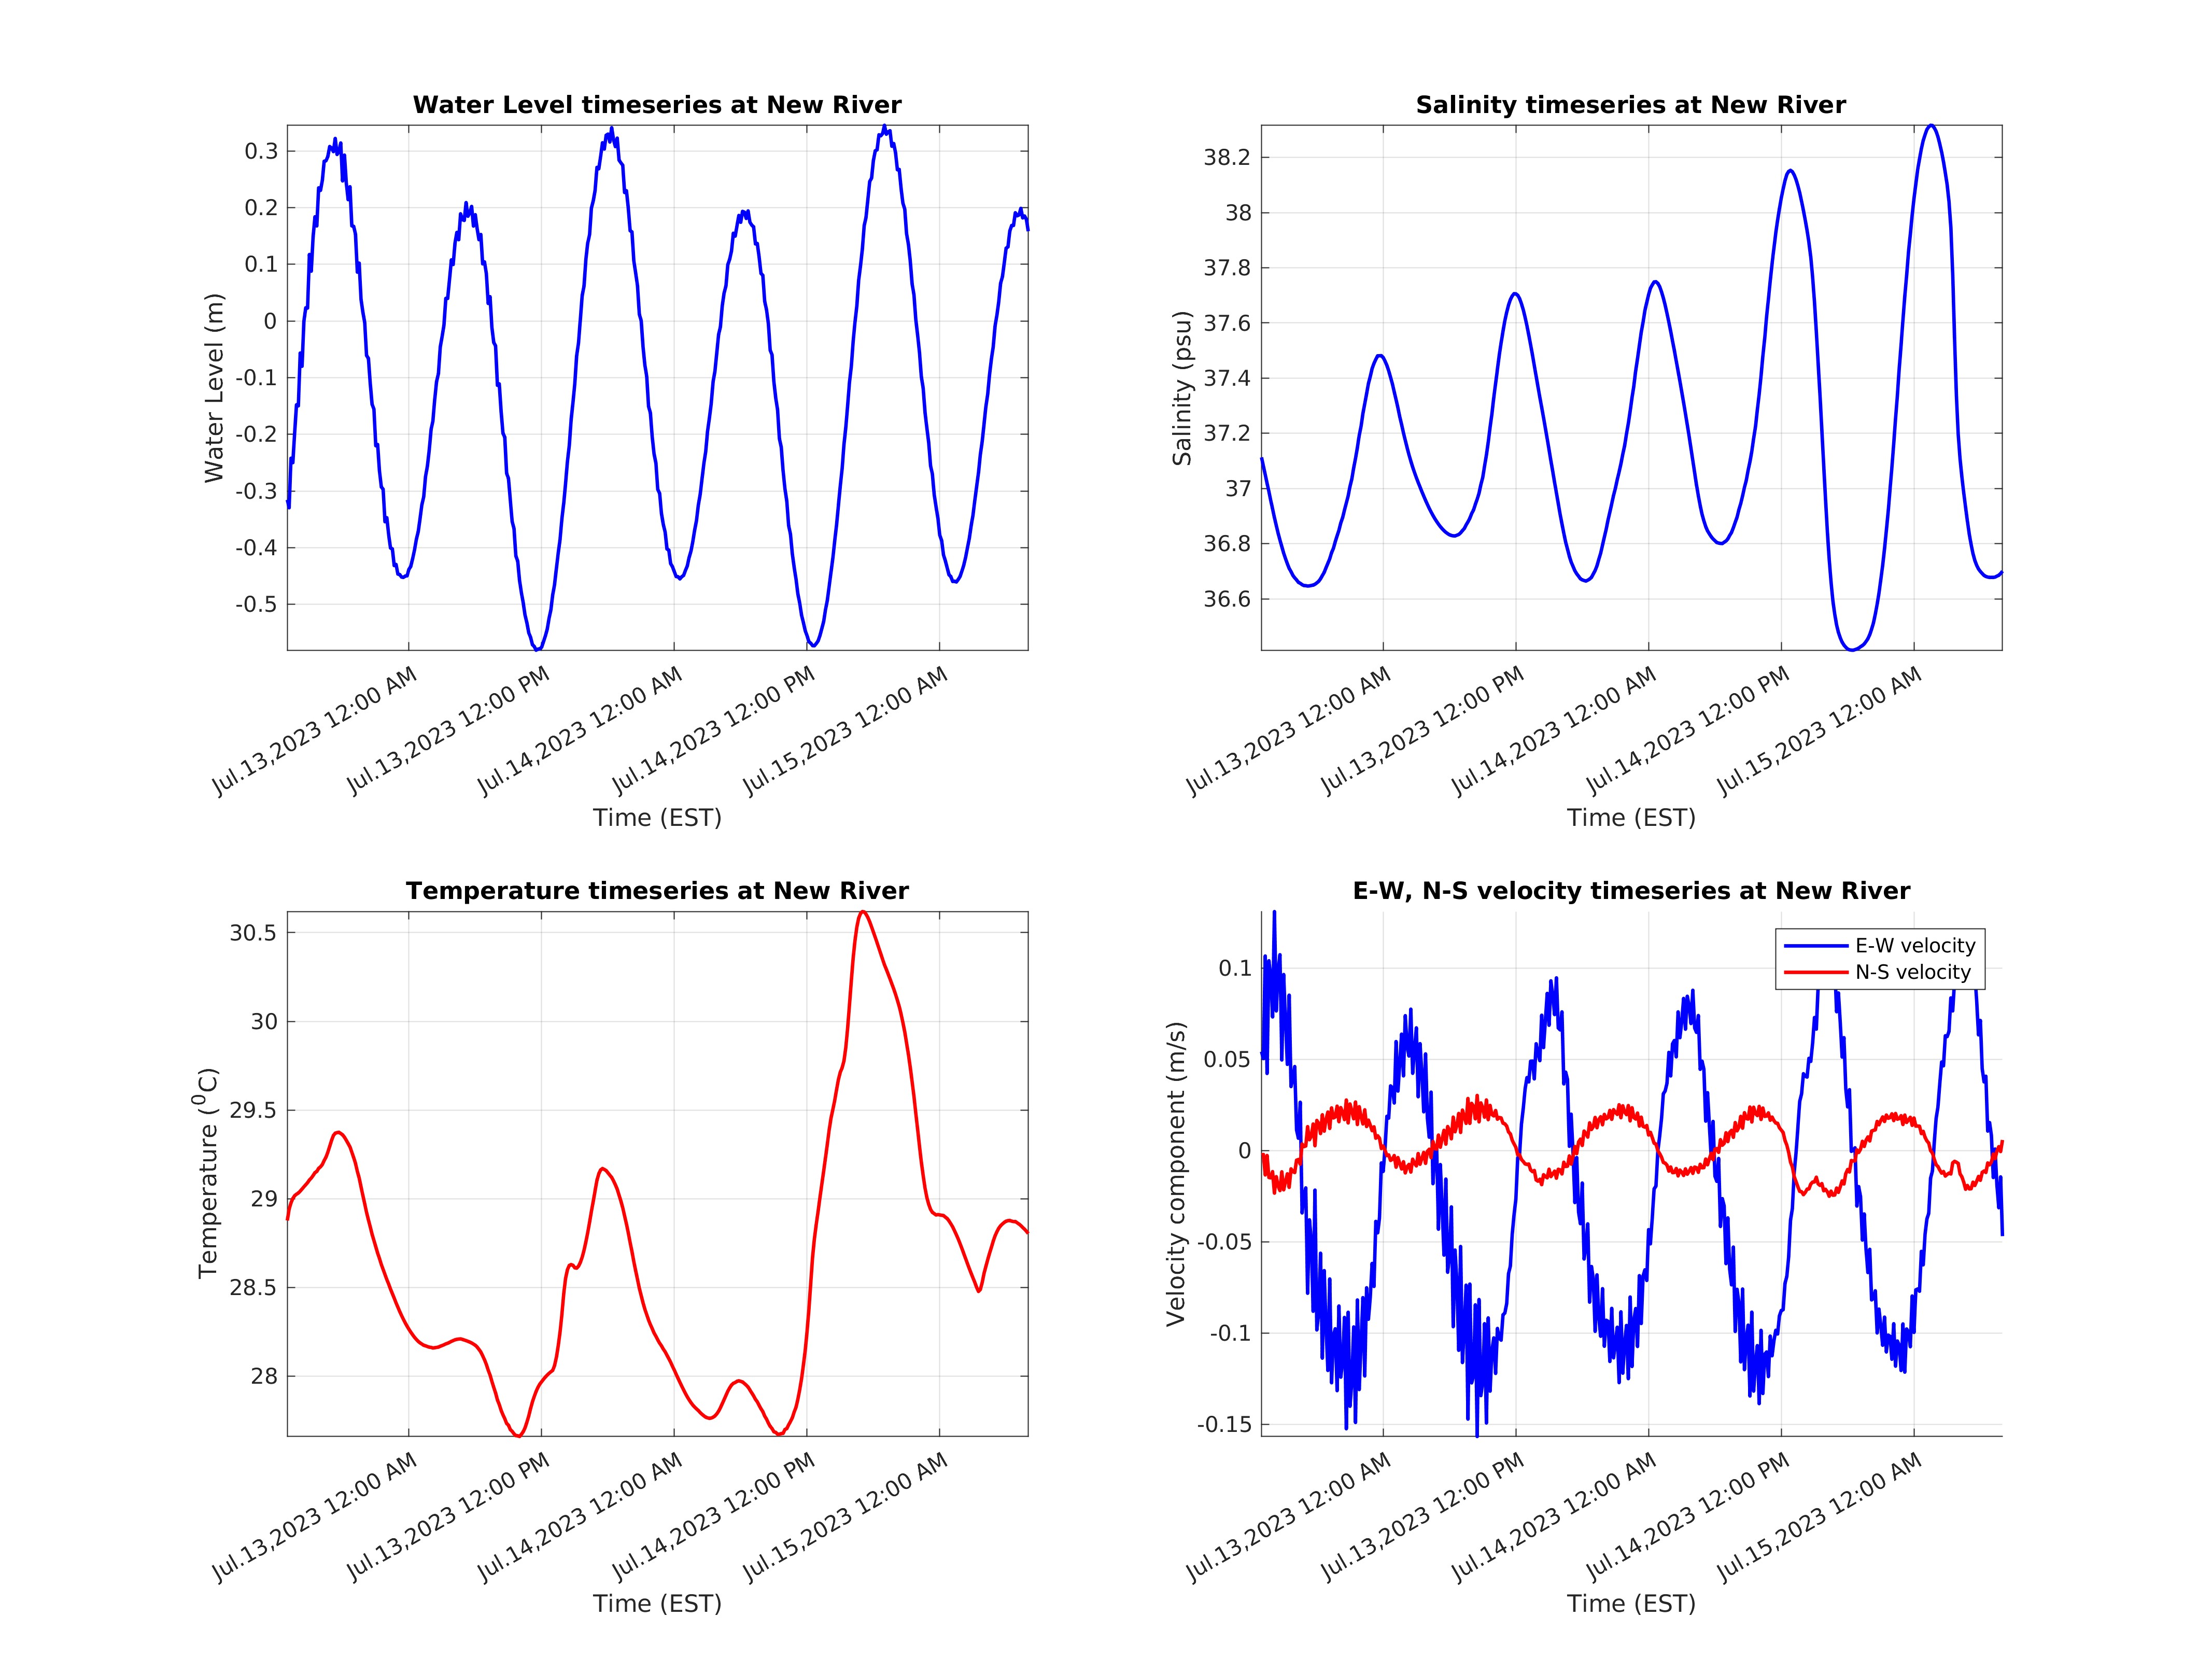 Water Level timeseries at New River
0.3
0.2
0.1
0
-0.1
-0.2
-0.3
-0.4
-0.5
Water Level (m)
Jul.13,2023 12:00 AM
Jul.13,2023 12:00 PM
Jul.14,2023 12:00 AM
Jul.14,2023 12:00 PM
Jul.15,2023 12:00 AM
Time (EST)
Salinity timeseries at New River
38.2
38
37.8
37.6
37.4
37.2
37
36.8
36.6
Salinity (psu)
Jul.13,2023 12:00 AM
Jul.13,2023 12:00 PM
Jul.14,2023 12:00 AM
Jul.14,2023 12:00 PM
Jul.15,2023 12:00 AM
Time (EST)
Temperature timeseries at New River
30.5
30
29.5
29
28.5
28
Temperature (⁰C)
Jul.13,2023 12:00 AM
Jul.13,2023 12:00 PM
Jul.14,2023 12:00 AM
Jul.14,2023 12:00 PM
Jul.15,2023 12:00 AM
Time (EST)
E-W, N-S velocity timeseries at New River
E-W velocity
N-S velocity
0.1
0.05
0
-0.05
-0.1
-0.15
Velocity component (m/s)
Jul.13,2023 12:00 AM
Jul.13,2023 12:00 PM
Jul.14,2023 12:00 AM
Jul.14,2023 12:00 PM
Jul.15,2023 12:00 AM
Time (EST)